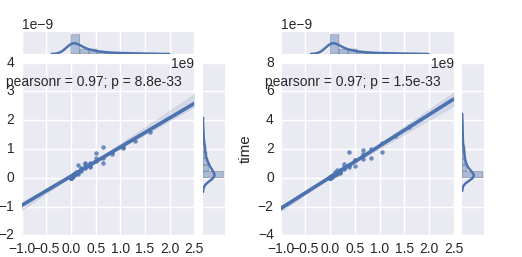 1e−9 1e−9
1e9 1e9
4 8
pearsonr = 0.97; p = 8.8e-33 pearsonr = 0.97; p = 1.5e-33
3 6
2 4
time
1 2
0 0
−1 −2
−2 −4
−1.0 −0.5 0.0 0.5 1.0 1.5 2.0 2.5 −1.0 −0.5 0.0 0.5 1.0 1.5 2.0 2.5